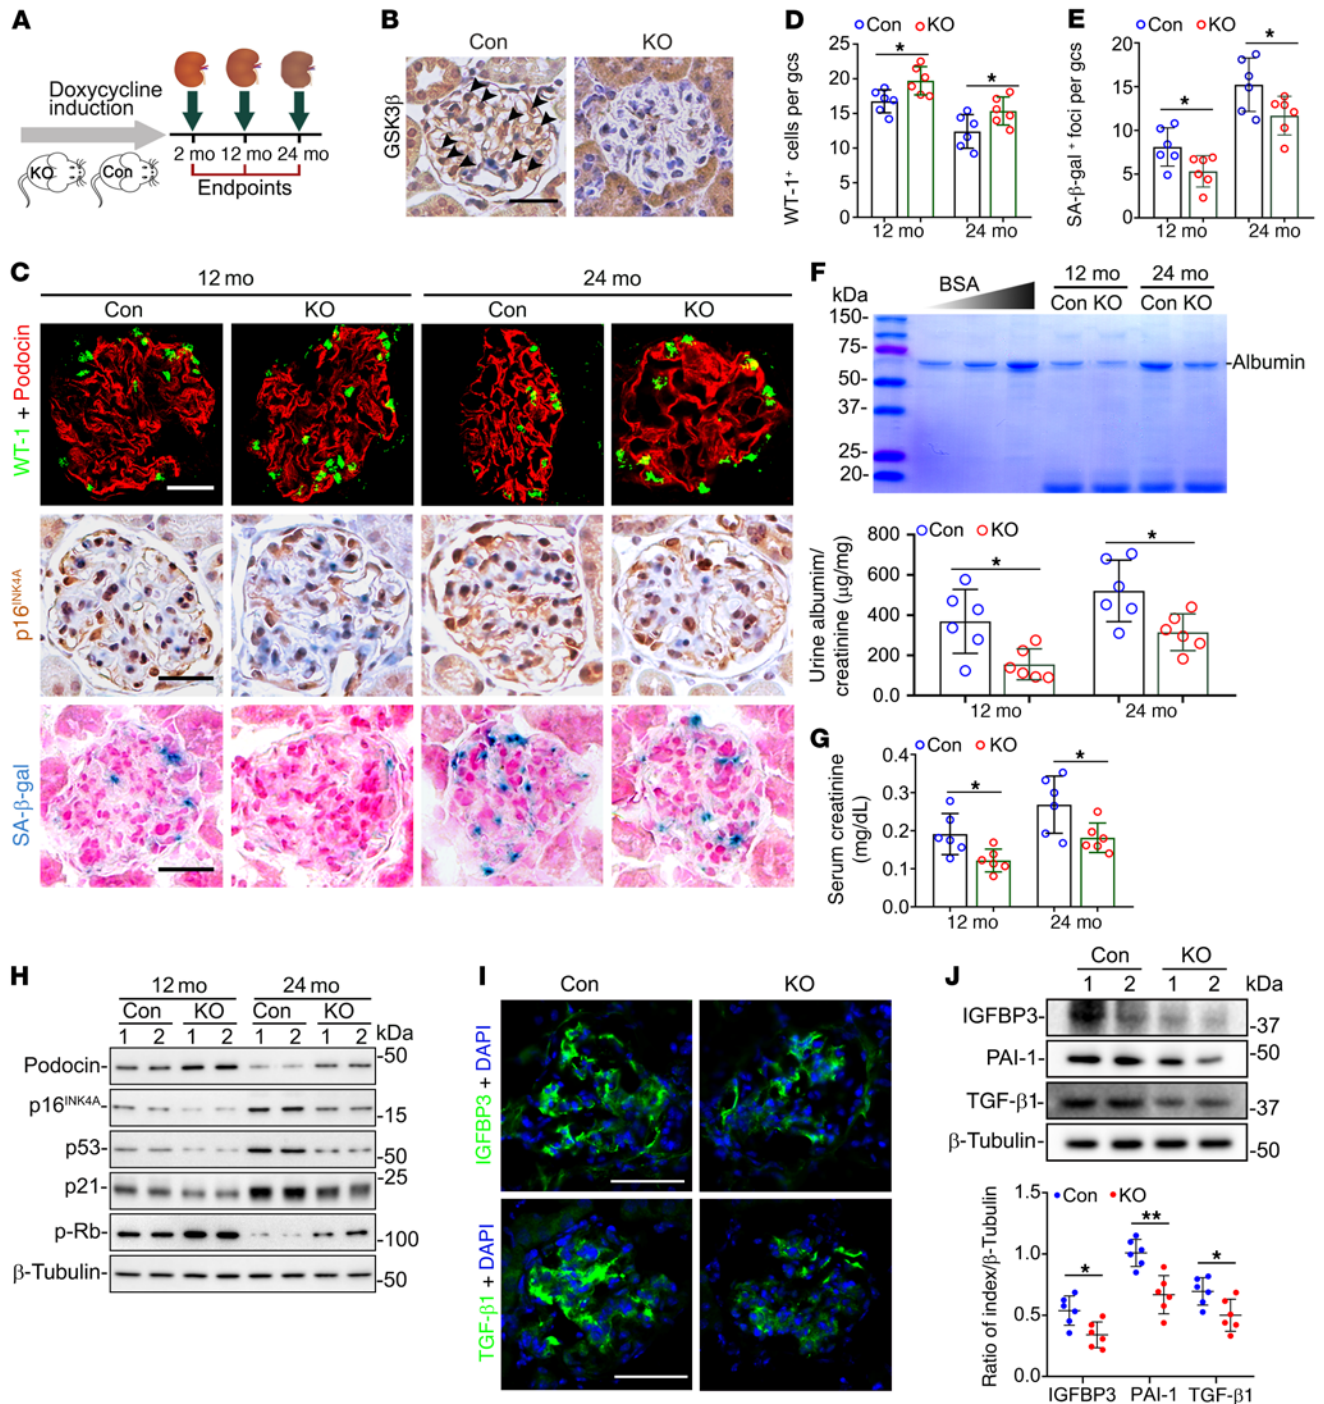 A
Doxycycline
induction
KO
Con
2 mo 12 mo 24 mo
Endpoints
B
Con KO
GSK3β
C
12 mo 24 mo
Con KO Con KO
WT-1 + Podocin
p16INK4A
SA-β-gal
D
Con KO
WT-1+ cells per gcs
25
20
15
10
5
0
* *
12 mo 24 mo
E
Con KO
SA-β-gal + foci per gcs
20
15
10
5
0
* *
12 mo 24 mo
F
BSA
12 mo 24 mo
kDa Con KO Con KO
150-
75-
50-
37-
25-
20-
-Albumin
Con KO
Urine albumim/
creatinine (μg/mg)
800
600
400
200
0.0
* *
12 mo 24 mo
G
Con KO
Serum creatinine
(mg/dL)
0.4
0.3
0.2
0.1
0.0
* *
12 mo 24 mo
H
12 mo 24 mo
Con KO Con KO
1 2 1 2 1 2 1 2 kDa
Podocin- -50
p16INK4A- -15
p53- -50
p21- -25
p-Rb- -100
β-Tubulin- -50
I
Con KO
IGFBP3 + DAPI
TGF-β1 + DAPI
J
Con KO
1 2 1 2 kDa
IGFBP3- -37
PAI-1- -50
TGF-β1- -37
β-Tubulin- -50
Con KO
Ratio of index/β-Tubulin
1.5
1.0
0.5
0.0
* ** *
IGFBP3 PAI-1 TGF-β1